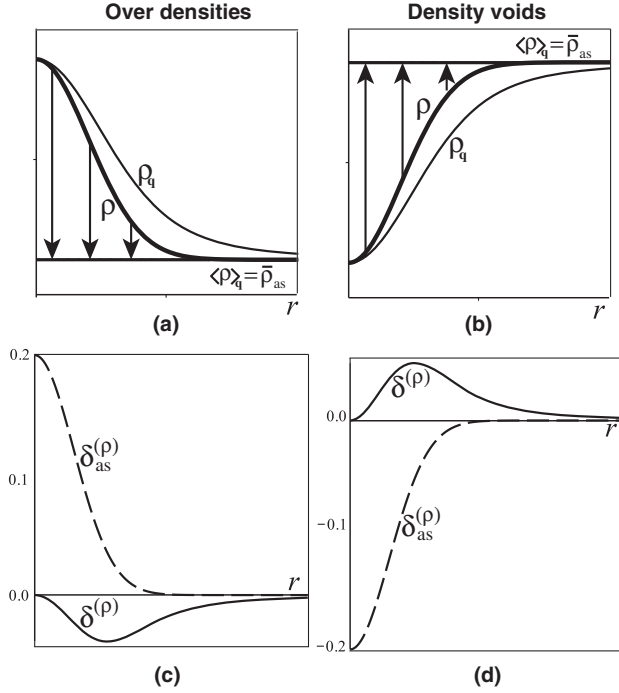 Over densities
Density voids
ρ_q
ρ
⟨ρ⟩_q = ρ̄_as
r
(a)
⟨ρ⟩_q = ρ̄_as
ρ
ρ_q
r
(b)
0.2
0.1
0.0
δ_as^(ρ)
δ^(ρ)
r
(c)
0.0
−0.1
−0.2
δ^(ρ)
r
δ_as^(ρ)
(d)